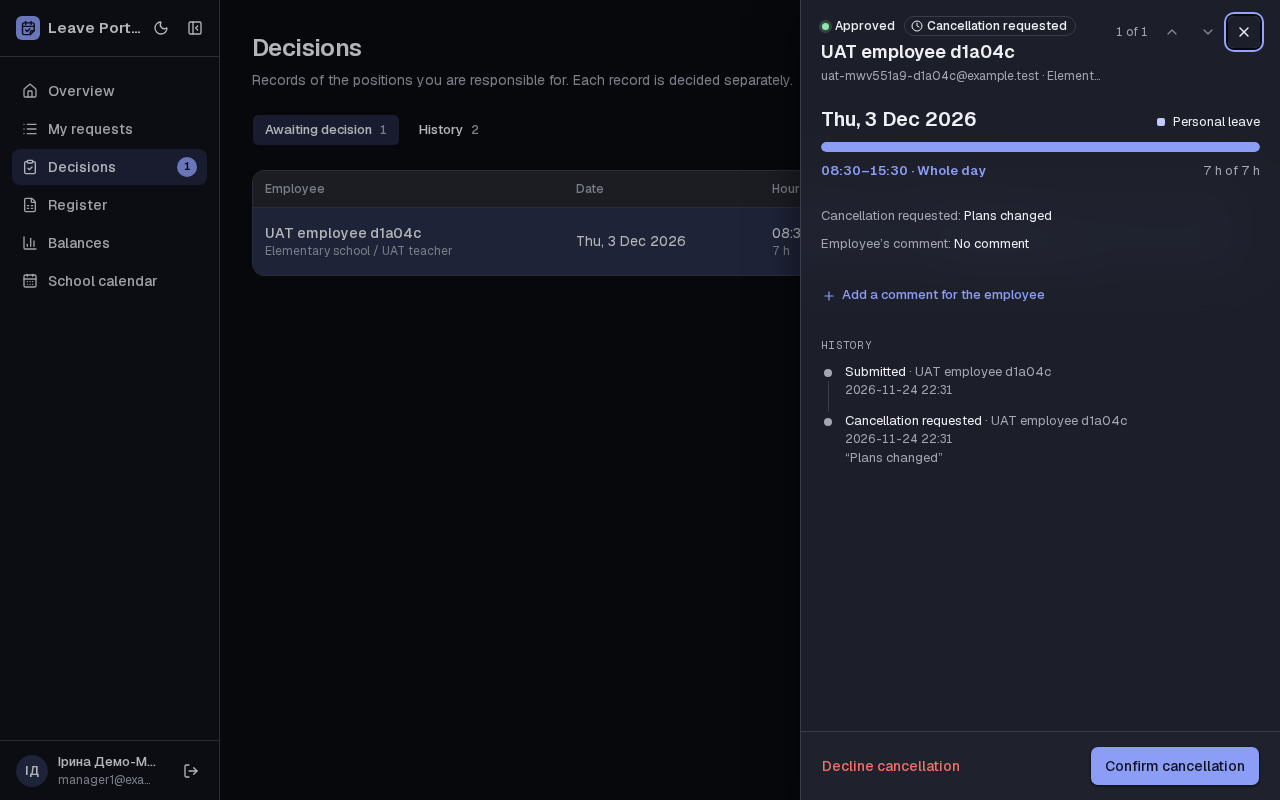 Leave Port...
Overview
My requests
Decisions 1
Register
Balances
School calendar
ІД
Ірина Демо-М...
manager1@exa...
Decisions
Records of the positions you are responsible for. Each record is decided separately.
Awaiting decision 1
History 2
Employee Date Hour
UAT employee d1a04c
Elementary school / UAT teacher
Thu, 3 Dec 2026
08:3
7 h
Approved
Cancellation requested
1 of 1
UAT employee d1a04c
uat-mwv551a9-d1a04c@example.test · Element...
Thu, 3 Dec 2026
Personal leave
08:30–15:30 · Whole day
7 h of 7 h
Cancellation requested: Plans changed
Employee’s comment: No comment
Add a comment for the employee
HISTORY
Submitted · UAT employee d1a04c
2026-11-24 22:31
Cancellation requested · UAT employee d1a04c
2026-11-24 22:31
“Plans changed”
Decline cancellation
Confirm cancellation